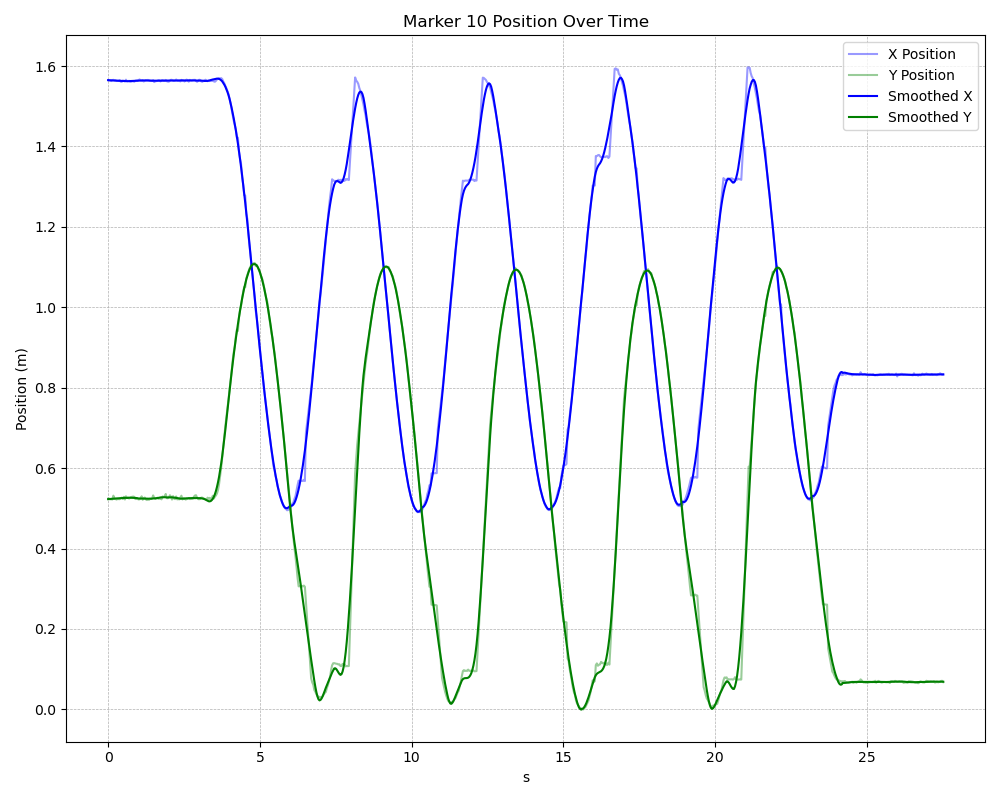 Marker 10 Position Over Time
X Position
Y Position
Smoothed X
Smoothed Y
Position (m)
1.6
1.4
1.2
1.0
0.8
0.6
0.4
0.2
0.0
0 5 10 15 20 25
s